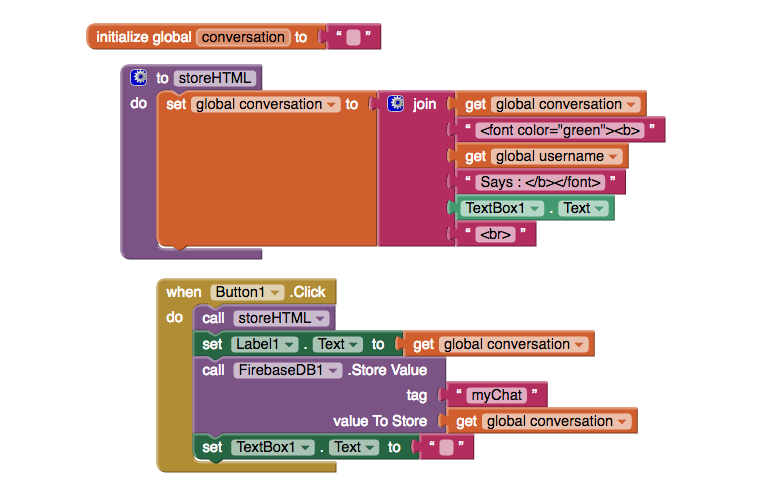 initialize global conversation to “ ”
to storeHTML
do set global conversation to join get global conversation
“ <font color="green"><b> ”
get global username
“ Says : </b></font> ”
TextBox1 . Text
“ <br> ”
when Button1 .Click
do call storeHTML
set Label1 . Text to get global conversation
call FirebaseDB1 .Store Value
tag “ myChat ”
value To Store get global conversation
set TextBox1 . Text to “ ”